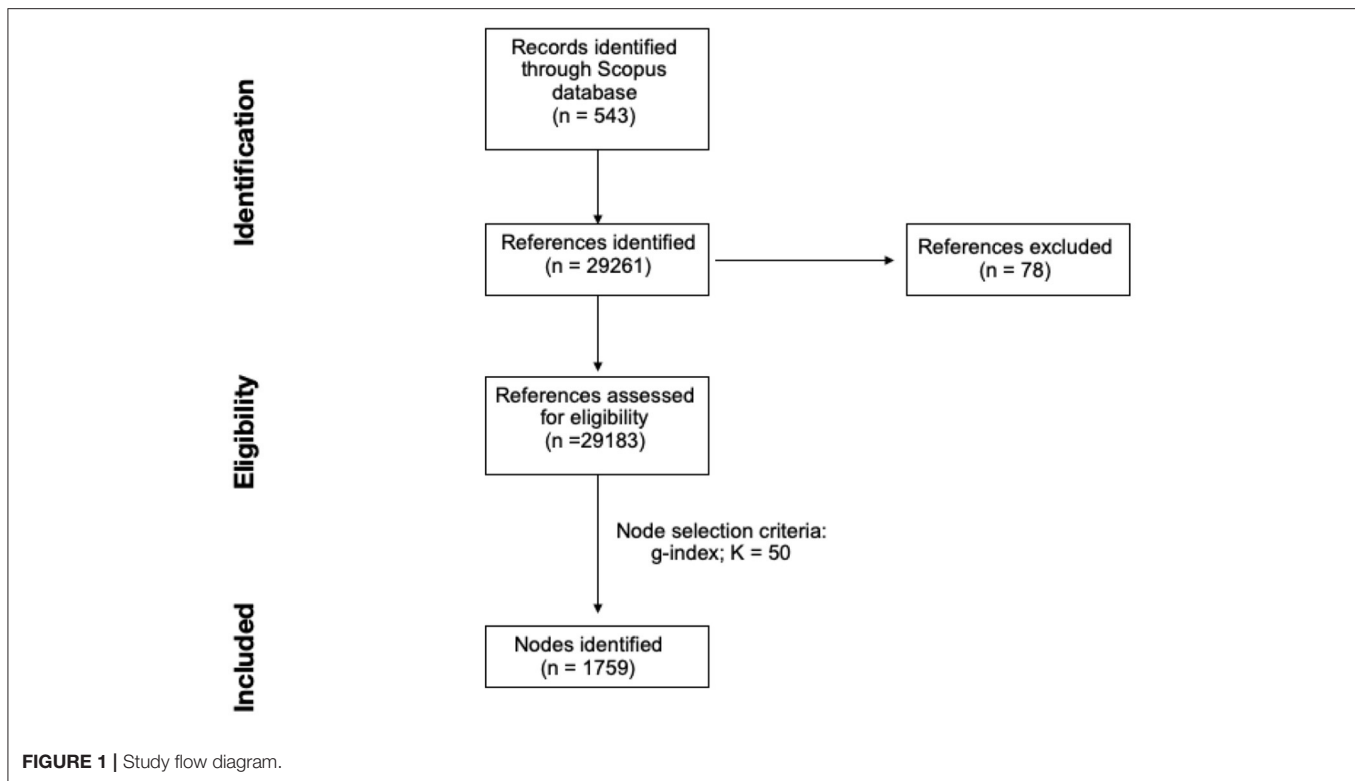 Identification
Records identified
through Scopus
database
(n = 543)
References identified
(n = 29261)
References excluded
(n = 78)
Eligibility
References assessed
for eligibility
(n =29183)
Node selection criteria:
g-index; K = 50
Included
Nodes identified
(n = 1759)
FIGURE 1 | Study flow diagram.